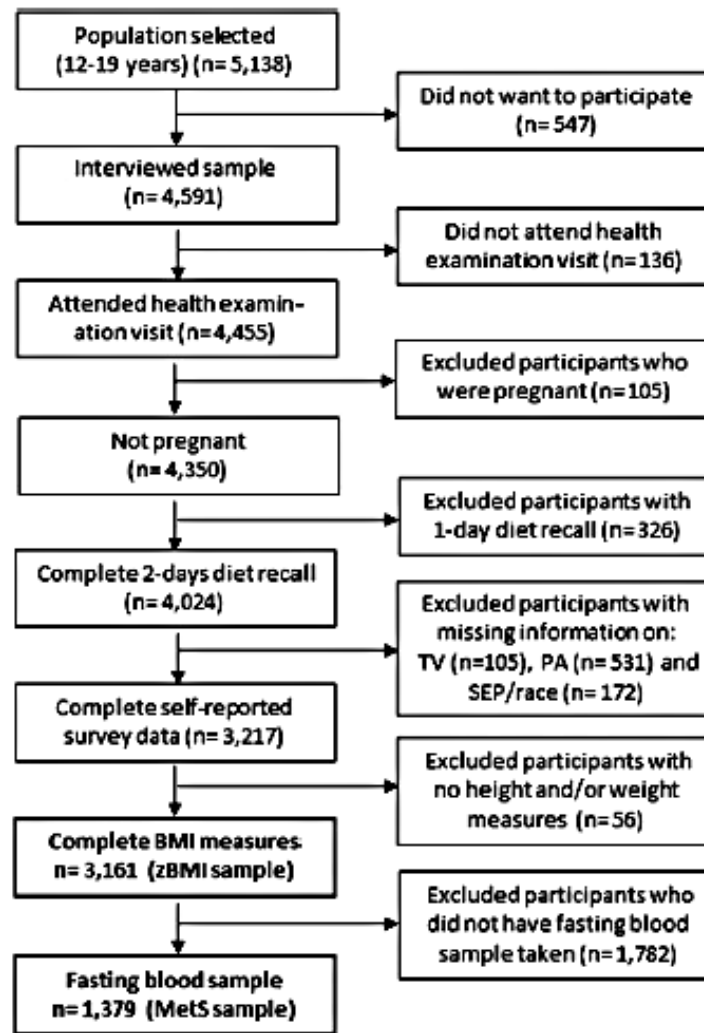 Population selected
(12-19 years) (n= 5,138)
Did not want to participate
(n= 547)
Interviewed sample
(n= 4,591)
Did not attend health
examination visit (n= 136)
Attended health examin-
ation visit (n= 4,455)
Excluded participants who
were pregnant (n= 105)
Not pregnant
(n= 4,350)
Excluded participants with
1-day diet recall (n= 326)
Complete 2-days diet recall
(n= 4,024)
Excluded participants with
missing information on:
TV (n=105), PA (n= 531) and
SEP/race (n= 172)
Complete self-reported
survey data (n= 3,217)
Excluded participants with
no height and/or weight
measures (n= 56)
Complete BMI measures
n= 3,161 (zBMI sample)
Excluded participants who
did not have fasting blood
sample taken (n= 1,782)
Fasting blood sample
n= 1,379 (MetS sample)